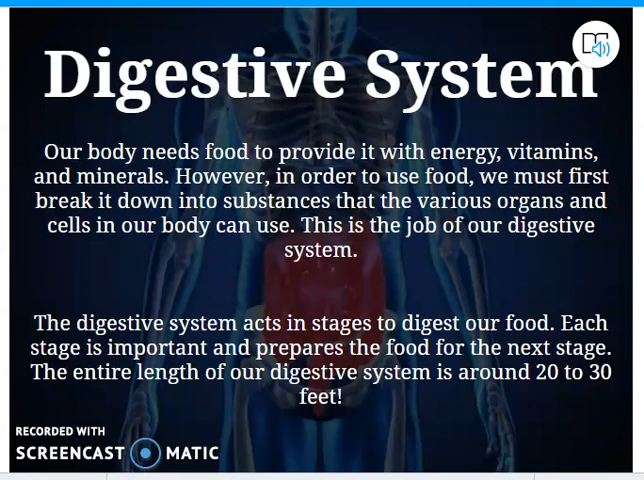 Digestive System
Our body needs food to provide it with energy, vitamins,
and minerals. However, in order to use food, we must first
break it down into substances that the various organs and
cells in our body can use. This is the job of our digestive
system.
The digestive system acts in stages to digest our food. Each
stage is important and prepares the food for the next stage.
The entire length of our digestive system is around 20 to 30
feet!
RECORDED WITH
SCREENCAST MATIC